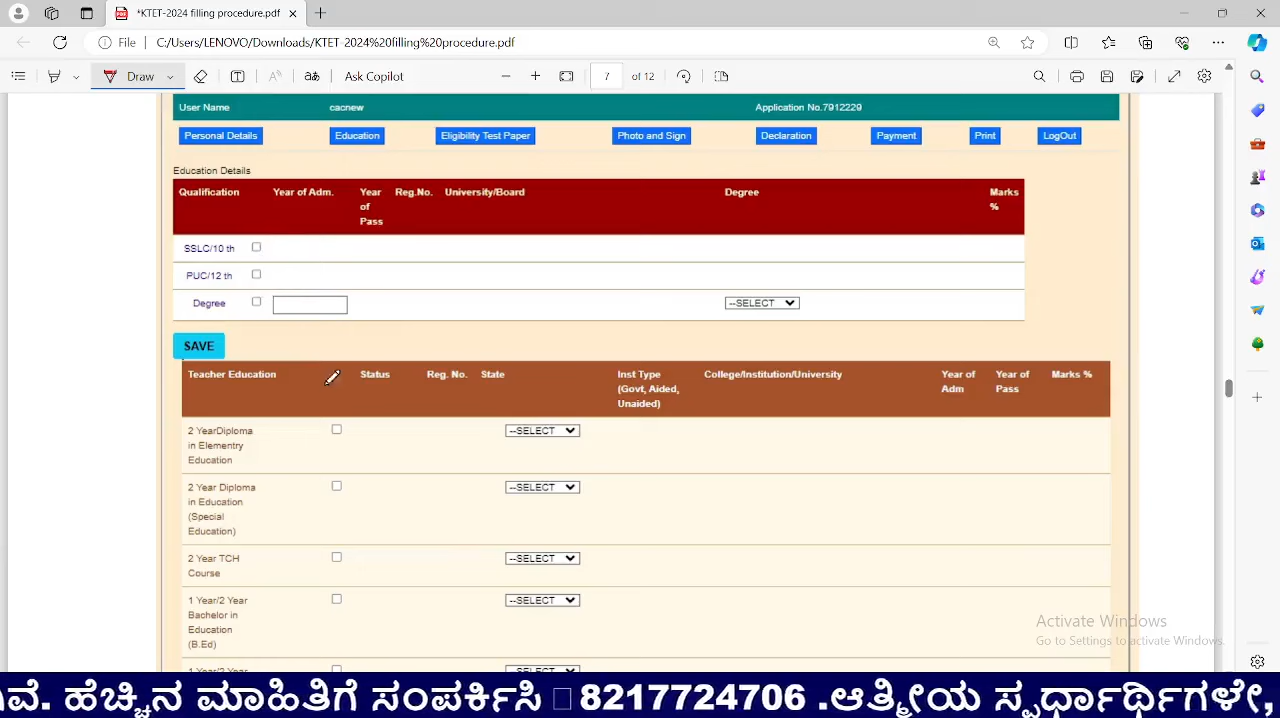 *KTET-2024 filling procedure.pdf
File
C:/Users/LENOVO/Downloads/KTET-2024%20filling%20procedure.pdf
Draw
Ask Copilot
7 of 12
User Name cacnew Application No.7912229
Personal Details Education Eligibility Test Paper Photo and Sign Declaration Payment Print LogOut
Education Details
Qualification Year of Adm. Year of Pass Reg.No. University/Board Degree Marks %
SSLC/10 th
PUC/12 th
Degree --SELECT
SAVE
Teacher Education Status Reg. No. State Inst Type (Govt, Aided, Unaided) College/Institution/University Year of Adm Year of Pass Marks %
2 YearDiploma in Elementry Education --SELECT
2 Year Diploma in Education (Special Education) --SELECT
2 Year TCH Course --SELECT
1 Year/2 Year Bachelor in Education (B.Ed) --SELECT
1 Year/2 Year --SELECT
Activate Windows
Go to Settings to activate Windows.
ಹೆಚ್ಚಿನ ಮಾಹಿತಿಗೆ ಸಂಪರ್ಕಿಸಿ 8217724706 .ಆತ್ಮೀಯ ಸ್ಪರ್ಧಾರ್ಥಿಗಳೇ,